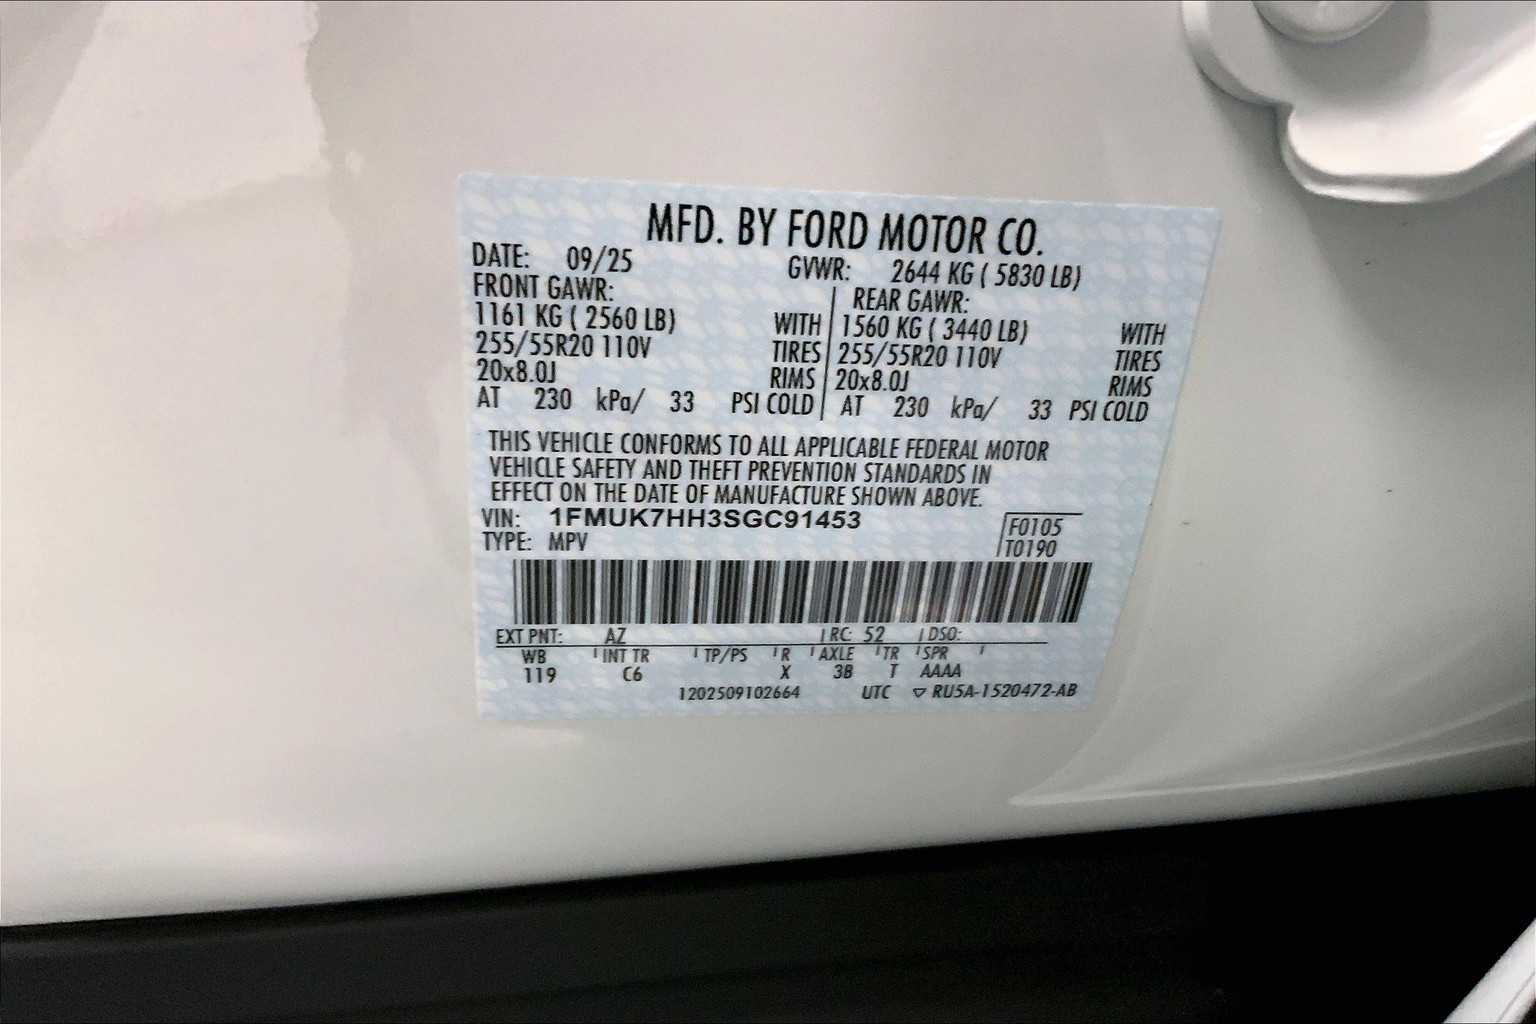 MFD. BY FORD MOTOR CO.
DATE: 09/25 GVWR: 2644 KG ( 5830 LB)
FRONT GAWR: REAR GAWR:
1161 KG ( 2560 LB) WITH 1560 KG ( 3440 LB) WITH
255/55R20 110V TIRES 255/55R20 110V TIRES
20x8.0J RIMS 20x8.0J RIMS
AT 230 kPa/ 33 PSI COLD AT 230 kPa/ 33 PSI COLD
THIS VEHICLE CONFORMS TO ALL APPLICABLE FEDERAL MOTOR
VEHICLE SAFETY AND THEFT PREVENTION STANDARDS IN
EFFECT ON THE DATE OF MANUFACTURE SHOWN ABOVE.
VIN: 1FMUK7HH3SGC91453 F0105
TYPE: MPV T0190
EXT PNT: AZ RC: 52 DSO:
WB INT TR TP/PS R AXLE TR SPR
119 C6 X 3B T AAAA
1202509102664 UTC ▽ RU5A-1520472-AB